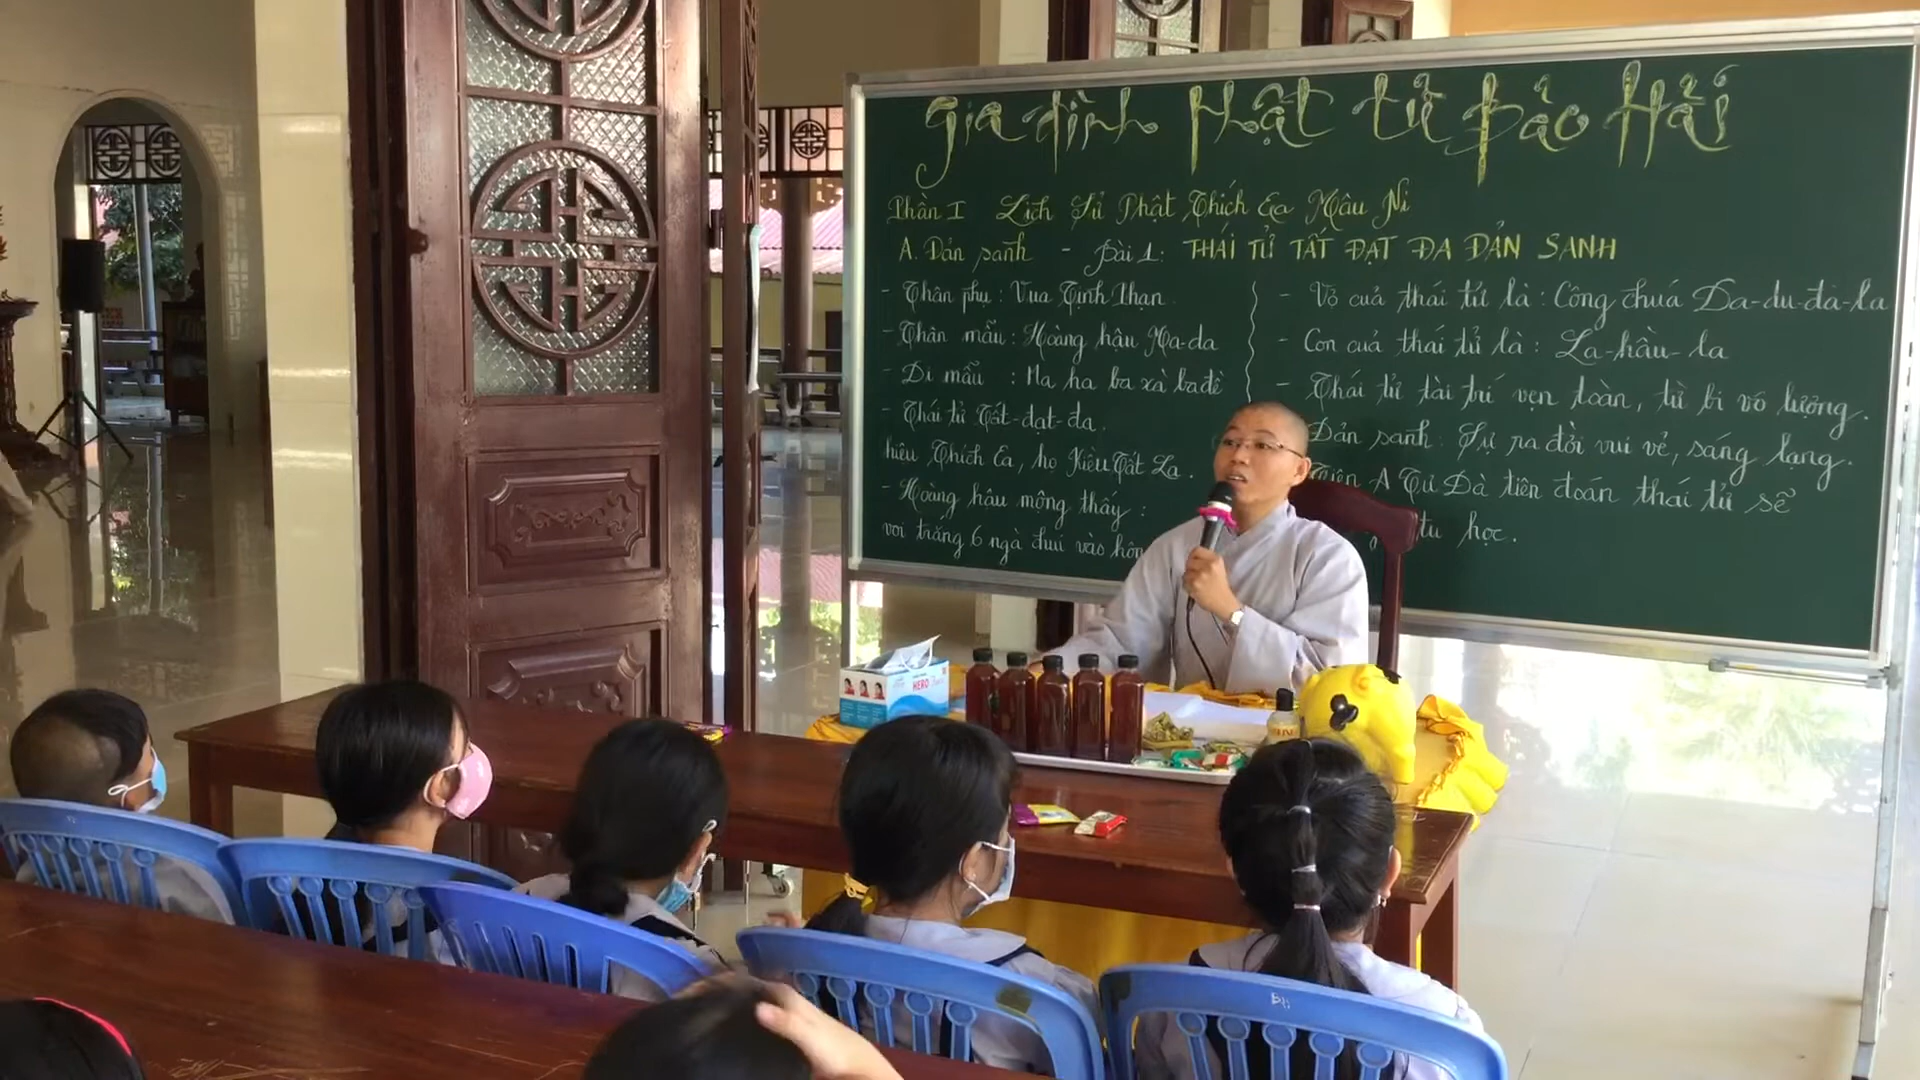 Gia đình Phật tử Bảo Hải
Phần I Lịch Sử Phật Thích Ca Mâu Ni
A. Đản sanh - Bài 1: THÁI TỬ TẤT ĐẠT ĐA ĐẢN SANH
- Thân phụ: Vua Tịnh Phạn
- Thân mẫu: Hoàng hậu Ma-da
- Di mẫu : Ma ha ba xà ba đề
- Thái tử Tất-đạt-đa.
hiệu Thích Ca, họ Kiều Tất La.
- Hoàng hậu mộng thấy :
voi trắng 6 ngà chui vào hôn
- Vợ của thái tử là : Công chúa Da-du-đà-la
- Con của thái tử là : La-hầu-la
- Thái tử tài trí vẹn toàn, từ bi vô lượng.
Đản sanh: Sự ra đời vui vẻ, sáng lạng.
Tiên A Tư Đà tiên đoán thái tử sẽ
tu học.
HERO